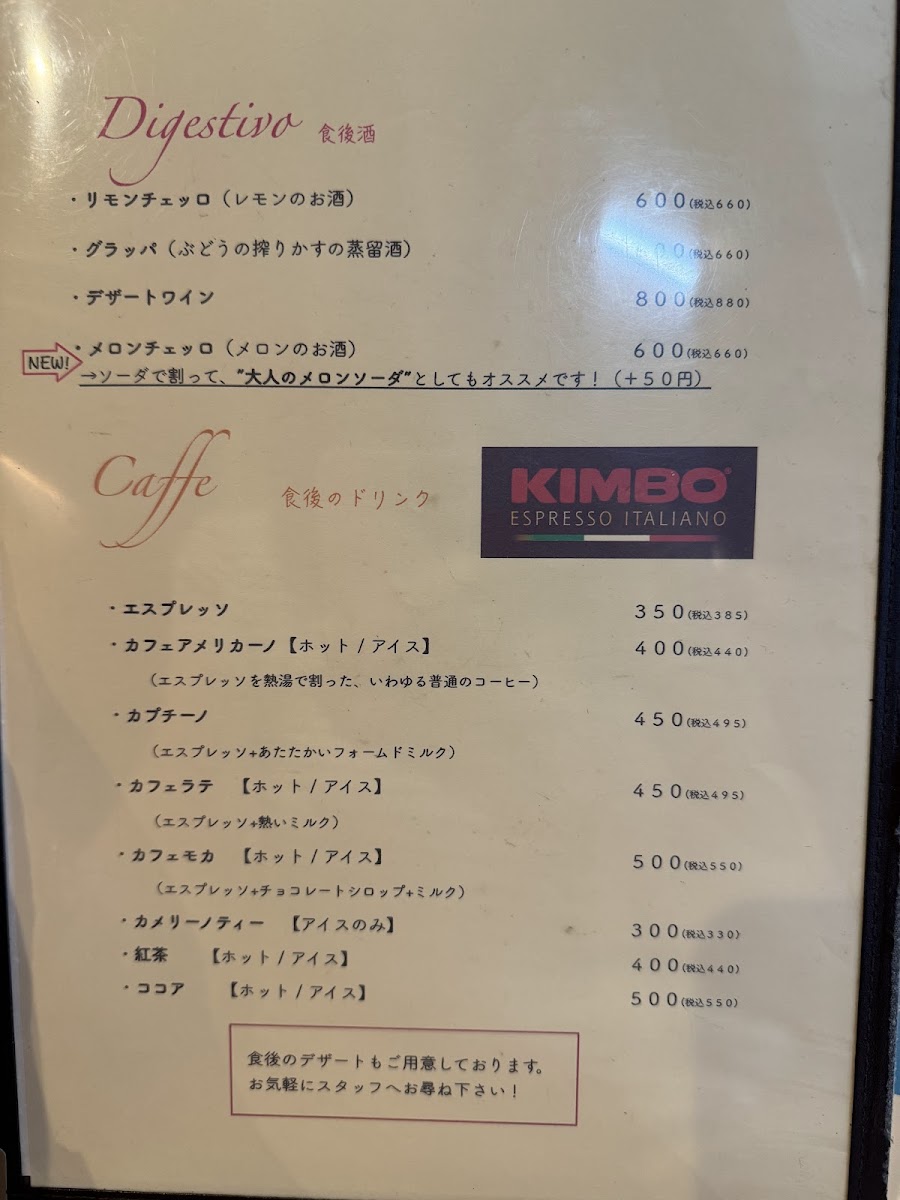 Digestivo 食後酒
・リモンチェッロ（レモンのお酒） 600(税込660)
・グラッパ（ぶどうの搾りかすの蒸留酒） 00(税込660)
・デザートワイン 800(税込880)
・メロンチェッロ（メロンのお酒） 600(税込660)
NEW! →ソーダで割って、"大人のメロンソーダ"としてもオススメです！（＋50円）
Caffe 食後のドリンク
KIMBO®
ESPRESSO ITALIANO
・エスプレッソ 350(税込385)
・カフェアメリカーノ【ホット / アイス】 400(税込440)
（エスプレッソを熱湯で割った、いわゆる普通のコーヒー）
・カプチーノ 450(税込495)
（エスプレッソ+あたたかいフォームドミルク）
・カフェラテ 【ホット / アイス】 450(税込495)
（エスプレッソ+熱いミルク）
・カフェモカ 【ホット / アイス】 500(税込550)
（エスプレッソ+チョコレートシロップ+ミルク）
・カメリーノティー 【アイスのみ】 300(税込330)
・紅茶 【ホット / アイス】 400(税込440)
・ココア 【ホット / アイス】 500(税込550)
食後のデザートもご用意しております。
お気軽にスタッフへお尋ね下さい！